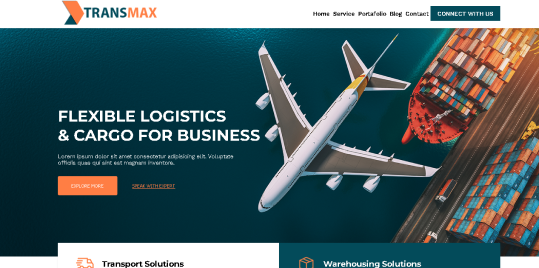 TRANSMAX
Home Service Portafolio Blog Contact
CONNECT WITH US
FLEXIBLE LOGISTICS
& CARGO FOR BUSINESS
Lorem ipsum dolor sit amet consectetur adipisicing elit. Voluptate
officiis quas qui sint est magnam inventore.
EXPLORE MORE
SPEAK WITH EXPERT
Transport Solutions
Warehousing Solutions